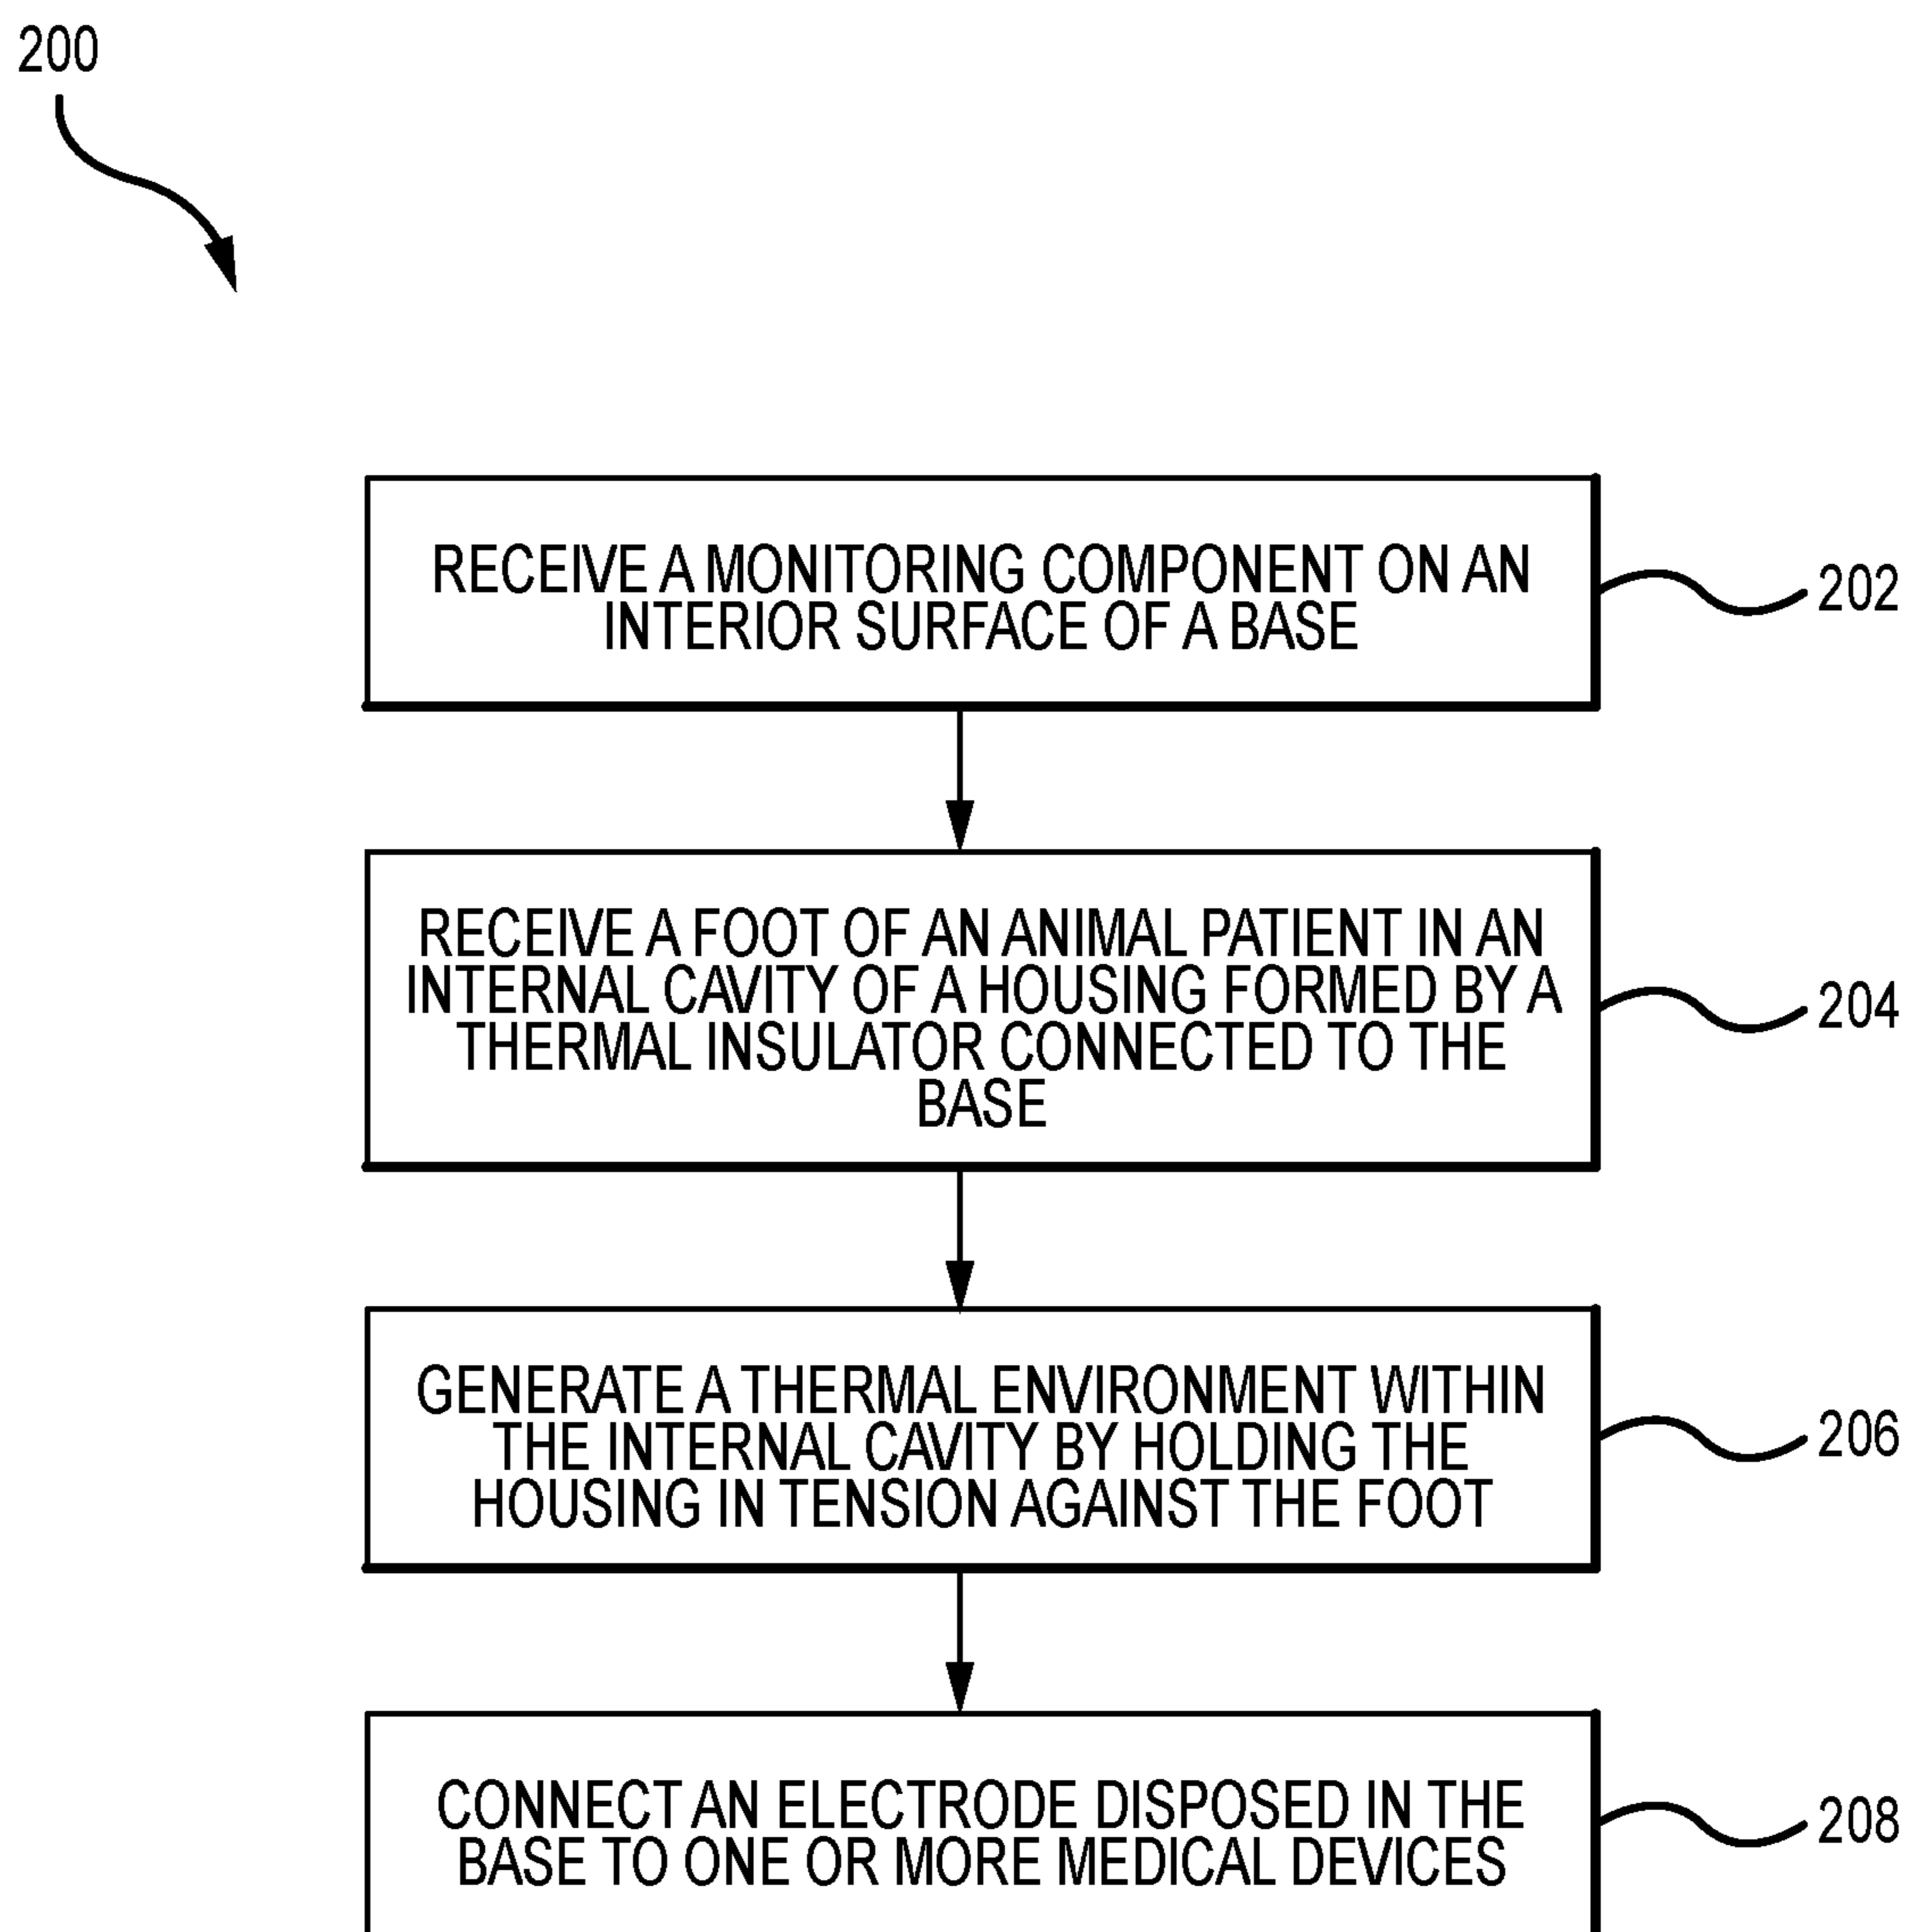 200
RECEIVE A MONITORING COMPONENT ON AN
INTERIOR SURFACE OF A BASE
202
RECEIVE A FOOT OF AN ANIMAL PATIENT IN AN
INTERNAL CAVITY OF A HOUSING FORMED BY A
THERMAL INSULATOR CONNECTED TO THE
BASE
204
GENERATE A THERMAL ENVIRONMENT WITHIN
THE INTERNAL CAVITY BY HOLDING THE
HOUSING IN TENSION AGAINST THE FOOT
206
CONNECT AN ELECTRODE DISPOSED IN THE
BASE TO ONE OR MORE MEDICAL DEVICES
208